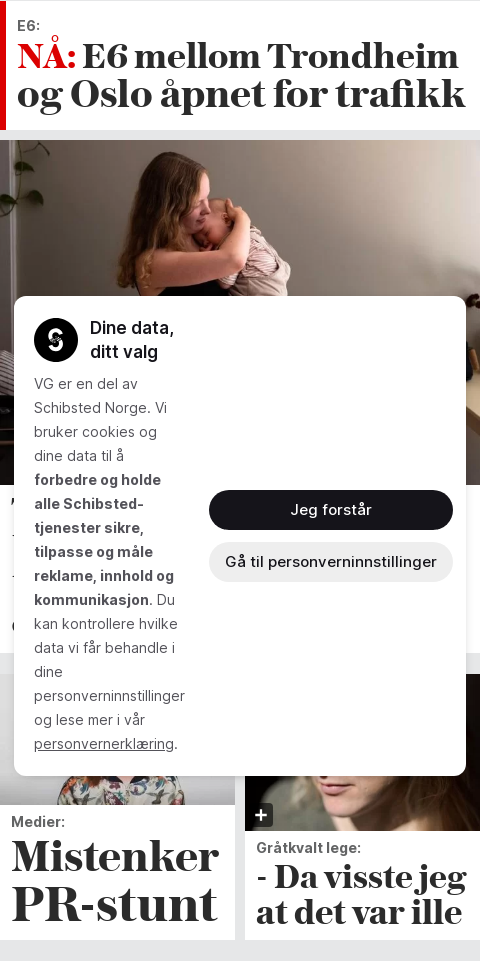 E6:
NÅ: E6 mellom Trondheim
og Oslo åpnet for trafikk
Dine data,
ditt valg
VG er en del av
Schibsted Norge. Vi
bruker cookies og
dine data til å
forbedre og holde
alle Schibsted-
tjenester sikre,
tilpasse og måle
reklame, innhold og
kommunikasjon. Du
kan kontrollere hvilke
data vi får behandle i
dine
personverninnstillinger
og lese mer i vår
personvernerklæring.
Jeg forstår
Gå til personverninnstillinger
Medier:
Mistenker
PR-stunt
+
Gråtkvalt lege:
- Da visste jeg
at det var ille